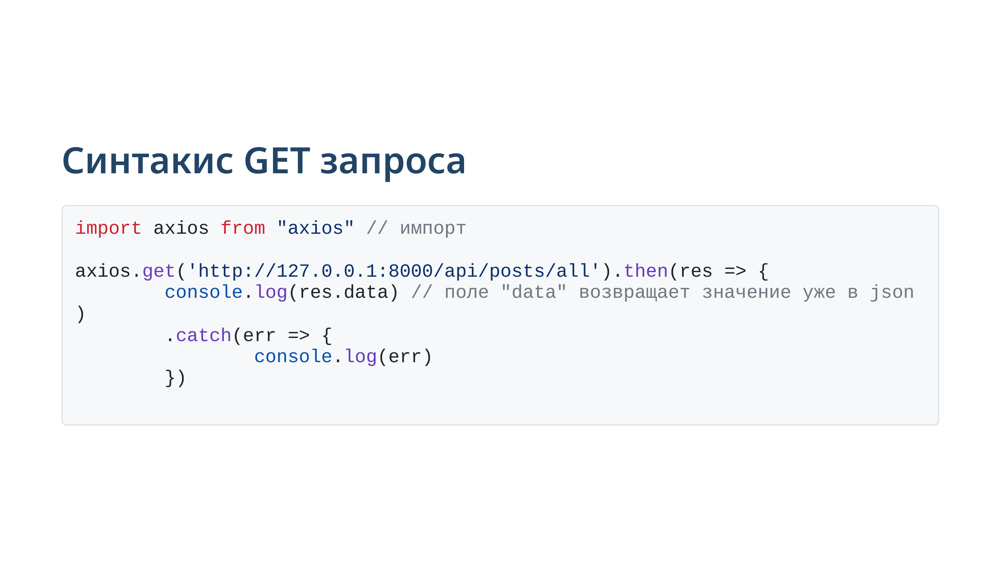 Синтакис GET запроса
import axios from "axios" // импорт
axios.get('http://127.0.0.1:8000/api/posts/all').then(res => {
        console.log(res.data) // поле "data" возвращает значение уже в json
)
        .catch(err => {
                console.log(err)
        })